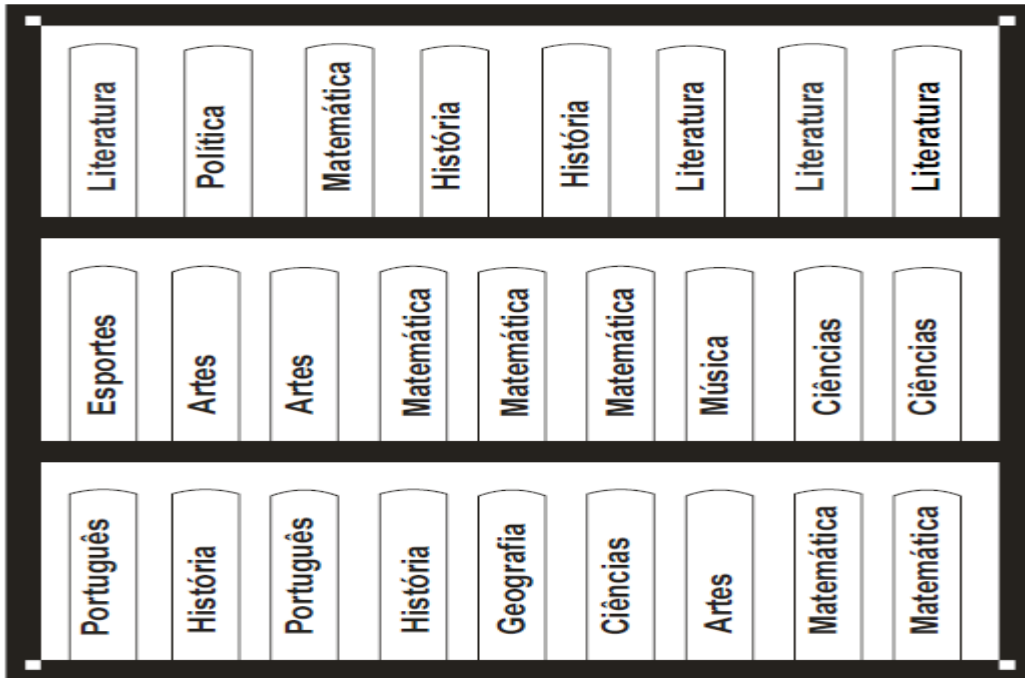 Literatura
Política
Matemática
História
História
Literatura
Literatura
Literatura
Esportes
Artes
Artes
Matemática
Matemática
Matemática
Música
Ciências
Ciências
Português
História
Português
História
Geografia
Ciências
Artes
Matemática
Matemática